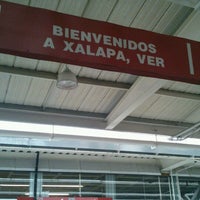 BIENVENIDOS
A XALAPA, VER